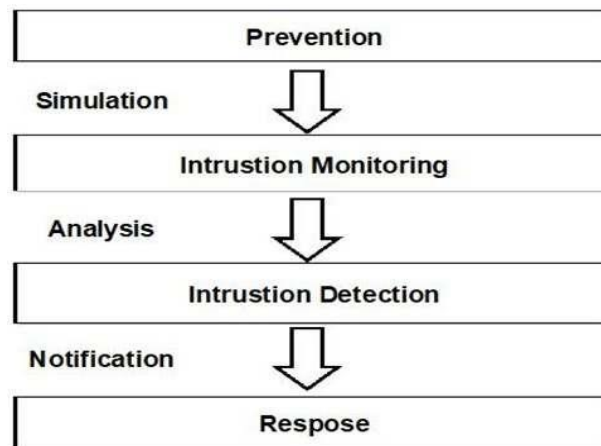 Prevention
Simulation
Intrustion Monitoring
Analysis
Intrustion Detection
Notification
Respose